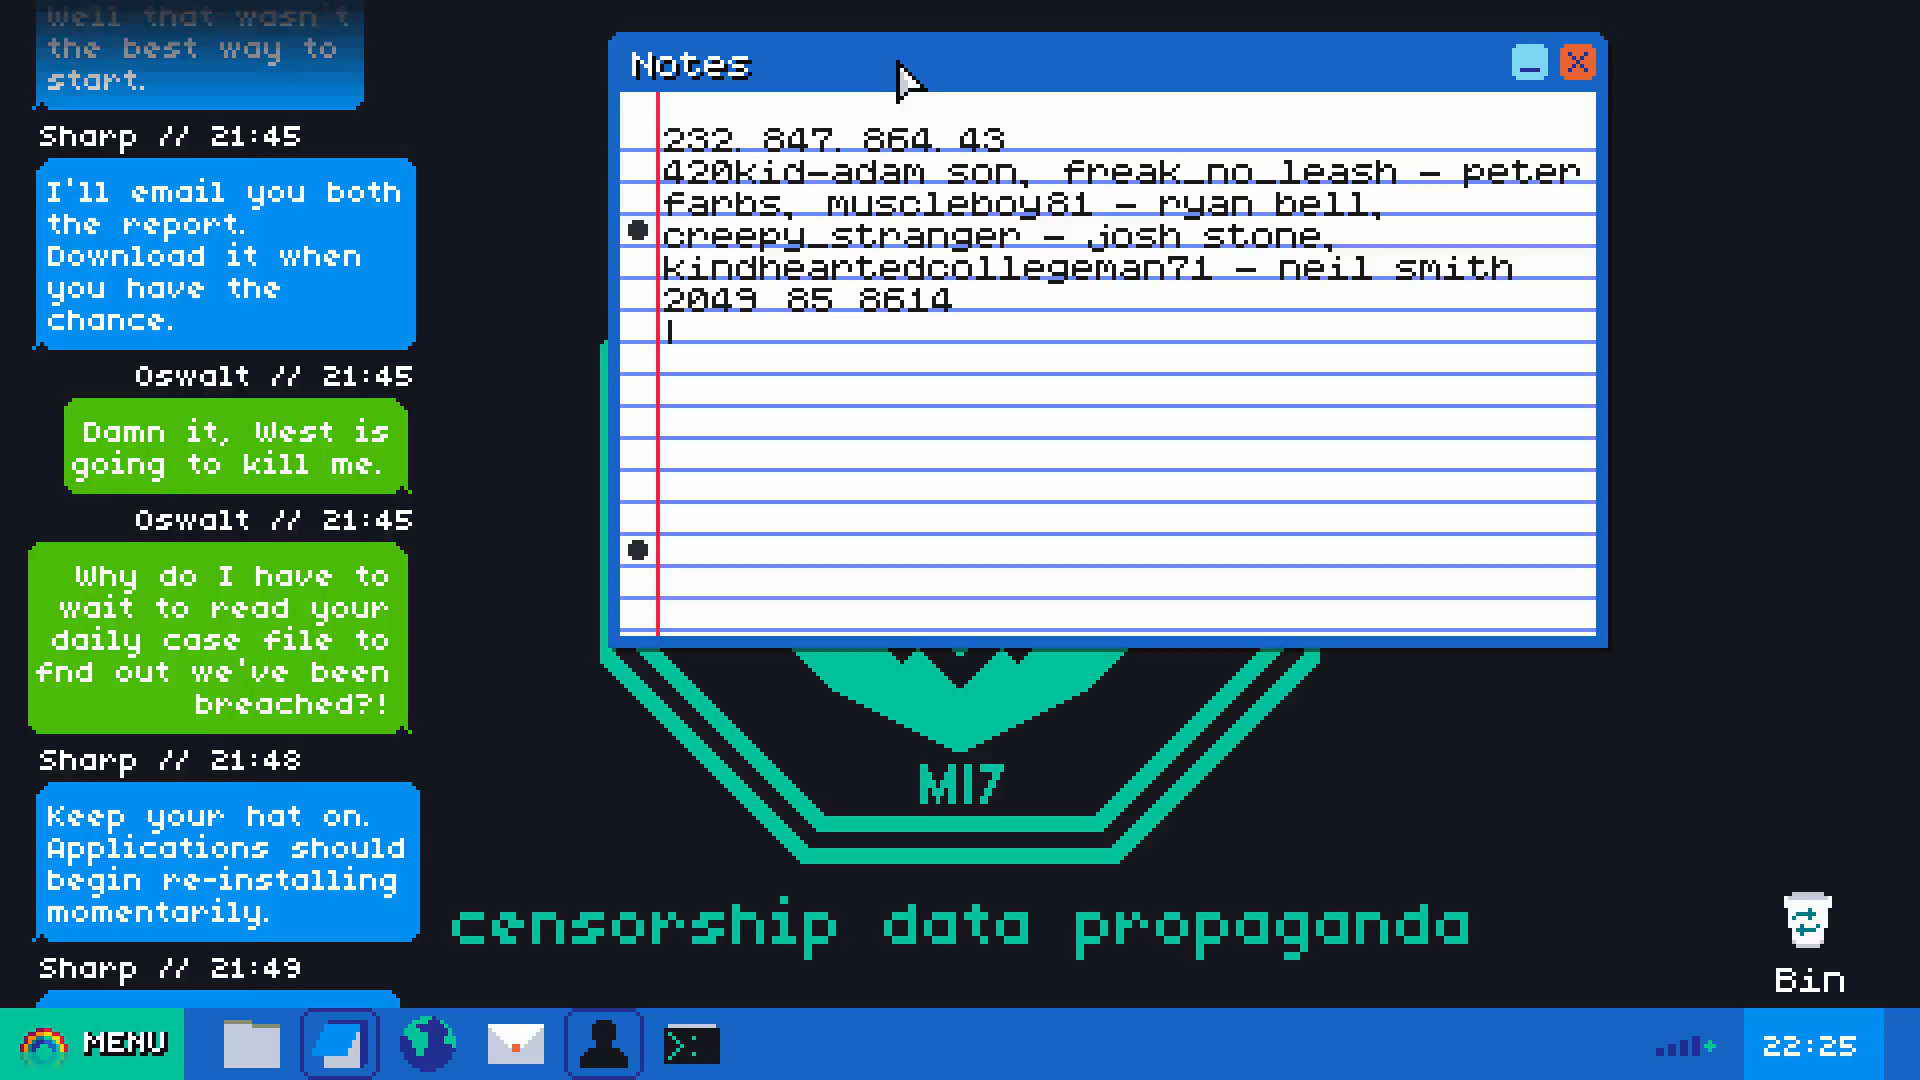 Well that wasn't
the best way to
start.
Sharp // 21:45
I'll email you both
the report.
Download it when
you have the
chance.
Oswalt // 21:45
Damn it, West is
going to kill me.
Oswalt // 21:45
Why do I have to
wait to read your
daily case file to
fnd out we've been
breached?!
Sharp // 21:48
Keep your hat on.
Applications should
begin re-installing
momentarily.
Sharp // 21:49
Notes
232. 847. 864. 43
420kid-adam son, freak_no_leash - peter
farbs, muscleboy81 - ryan bell,
creepy_stranger - josh stone,
kindheartedcollegeman71 - neil smith
2049 85 8614
MI7
censorship data propaganda
Bin
MENU
22:25